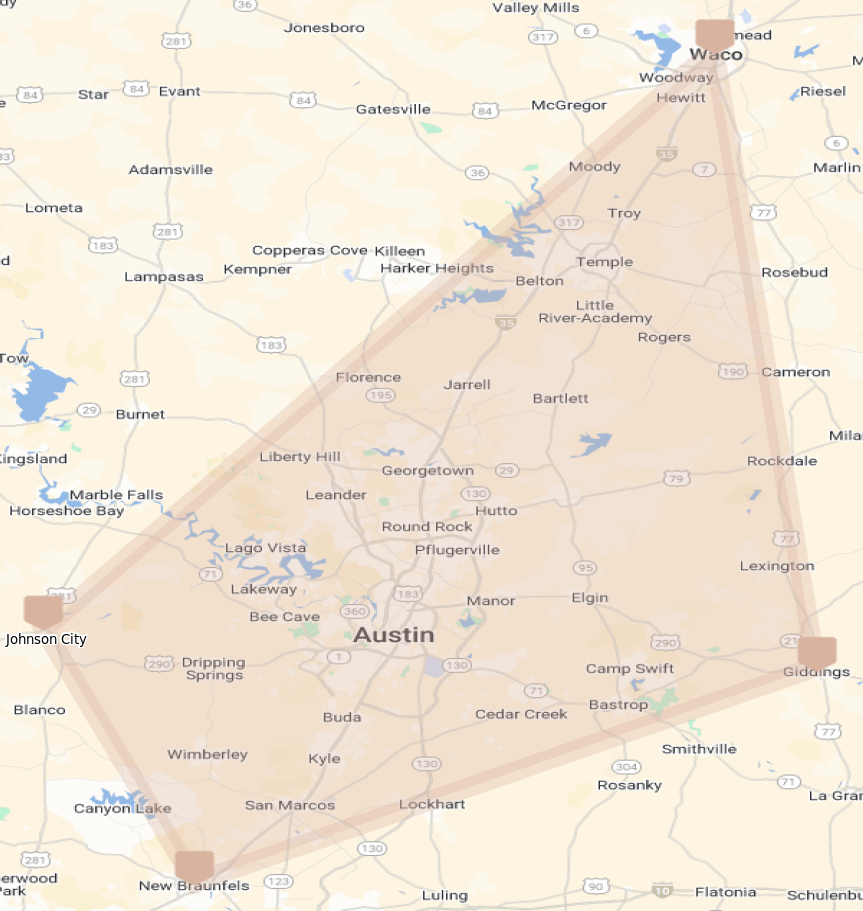 dy
36
Valley Mills
Jonesboro
281
317
6
mead
Waco
M
Woodway
84
Star
84
Evant
84
Gatesville
84
McGregor
Hewitt
Riesel
e
83
35
6
Adamsville
36
Moody
7
Marlin
Lometa
Troy
77
281
317
183
d
Copperas Cove
Killeen
Lampasas
Kempner
Harker Heights
Temple
Rosebud
Belton
Little
River-Academy
35
Rogers
183
Tow
281
Florence
195
Jarrell
190
Cameron
29
Burnet
Bartlett
Mila
Kingsland
Liberty Hill
Georgetown
29
Rockdale
79
Marble Falls
Leander
130
Horseshoe Bay
Hutto
Round Rock
77
Lago Vista
Pflugerville
71
95
Lexington
Lakeway
183
281
Bee Cave
360
Manor
Elgin
Johnson City
Austin
290
21
290
Dripping
Springs
1
130
Camp Swift
Giddings
71
Blanco
Buda
Cedar Creek
Bastrop
77
Wimberley
Kyle
Smithville
130
304
Rosanky
71
La Gran
Canyon Lake
San Marcos
Lockhart
130
281
erwood
Park
New Braunfels
123
Luling
90
10
Flatonia
Schulenbu